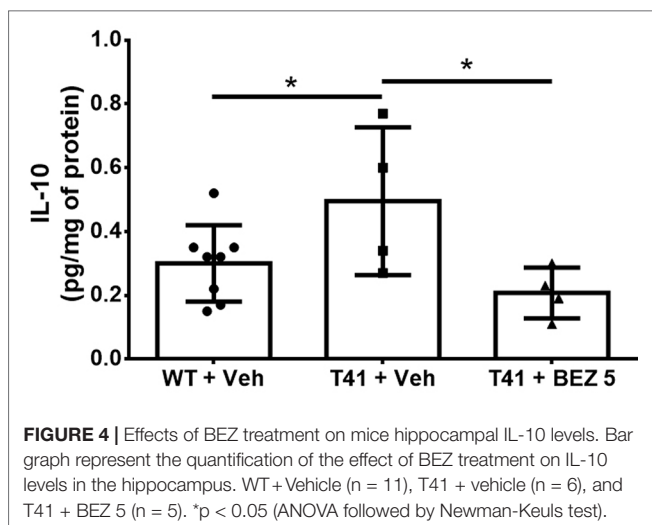 1.0
0.8
0.6
0.4
0.2
0.0
IL-10
(pg/mg of protein)
*
*
WT + Veh
T41 + Veh
T41 + BEZ 5
FIGURE 4 | Effects of BEZ treatment on mice hippocampal IL-10 levels. Bar
graph represent the quantification of the effect of BEZ treatment on IL-10
levels in the hippocampus. WT + Vehicle (n = 11), T41 + vehicle (n = 6), and
T41 + BEZ 5 (n = 5). *p < 0.05 (ANOVA followed by Newman-Keuls test).